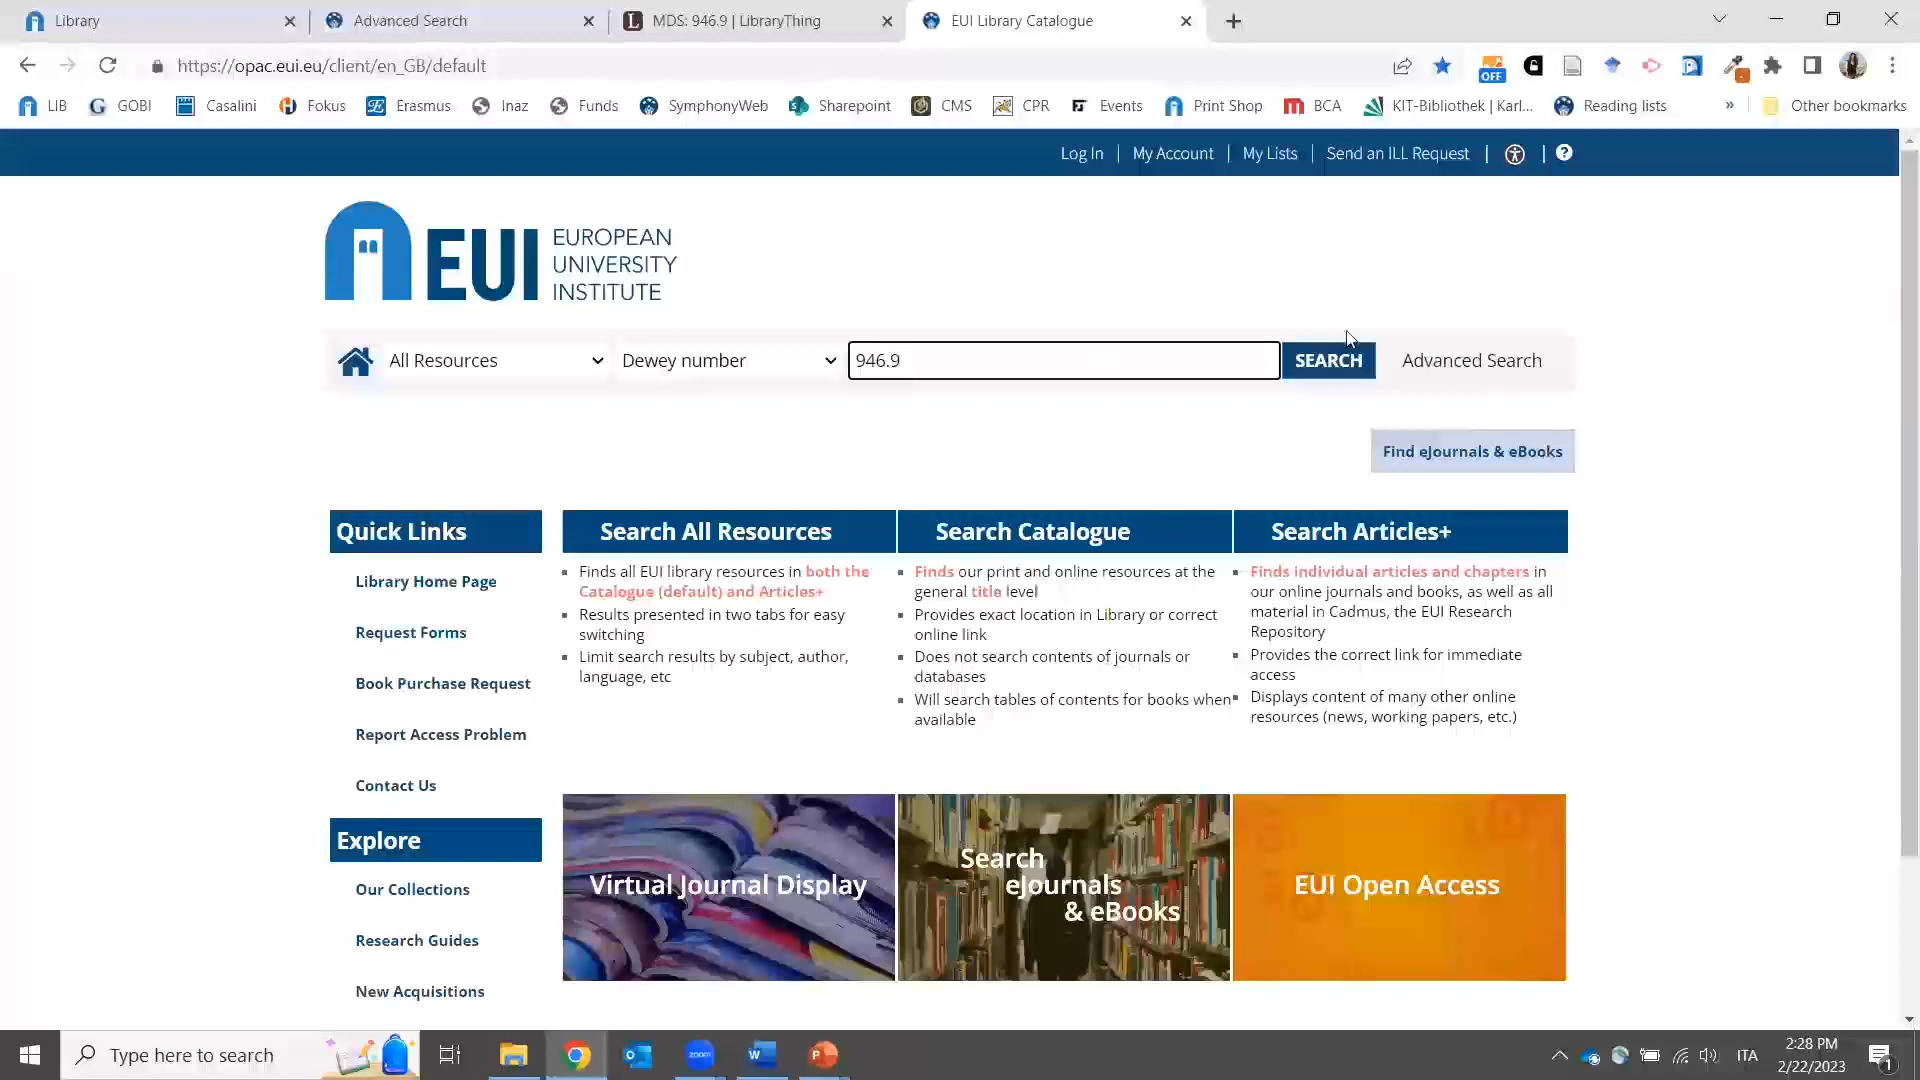 Library
Advanced Search
MDS: 946.9 | LibraryThing
EUI Library Catalogue
https://opac.eui.eu/client/en_GB/default
OFF
LIB
GOBI
Casalini
Fokus
Erasmus
Inaz
Funds
SymphonyWeb
Sharepoint
CMS
CPR
Events
Print Shop
BCA
KIT-Bibliothek | Karl...
Reading lists
»
Other bookmarks
Log In | My Account | My Lists | Send an ILL Request
EUI
EUROPEAN
UNIVERSITY
INSTITUTE
All Resources
Dewey number
946.9
SEARCH
Advanced Search
Find eJournals & eBooks
Quick Links
Library Home Page
Request Forms
Book Purchase Request
Report Access Problem
Contact Us
Explore
Our Collections
Research Guides
New Acquisitions
Search All Resources
Finds all EUI library resources in both the
Catalogue (default) and Articles+
Results presented in two tabs for easy
switching
Limit search results by subject, author,
language, etc
Search Catalogue
Finds our print and online resources at the
general title level
Provides exact location in Library or correct
online link
Does not search contents of journals or
databases
Will search tables of contents for books when
available
Search Articles+
Finds individual articles and chapters in
our online journals and books, as well as all
material in Cadmus, the EUI Research
Repository
Provides the correct link for immediate
access
Displays content of many other online
resources (news, working papers, etc.)
Virtual Journal Display
Search
eJournals
& eBooks
EUI Open Access
Type here to search
zoom
ITA
2:28 PM
2/22/2023
1